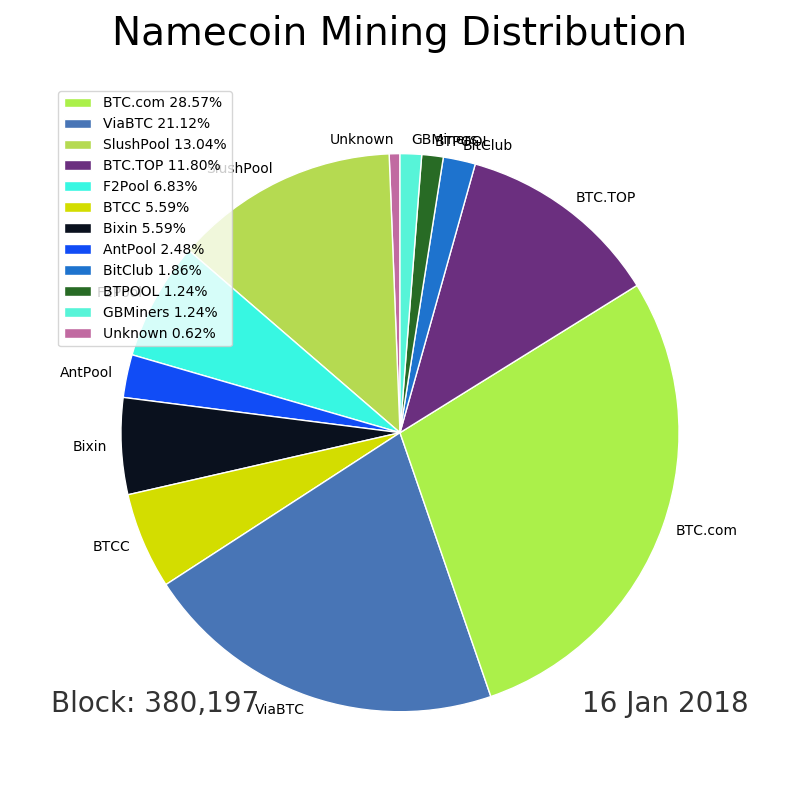 Namecoin Mining Distribution
BTC.com 28.57%
ViaBTC 21.12%
SlushPool 13.04%
BTC.TOP 11.80%
F2Pool 6.83%
BTCC 5.59%
Bixin 5.59%
AntPool 2.48%
BitClub 1.86%
BTPOOL 1.24%
GBMiners 1.24%
Unknown 0.62%
Unknown
GBMiners
BTPOOL
BitClub
SlushPool
BTC.TOP
AntPool
Bixin
BTC.com
BTCC
Block: 380,197
ViaBTC
16 Jan 2018